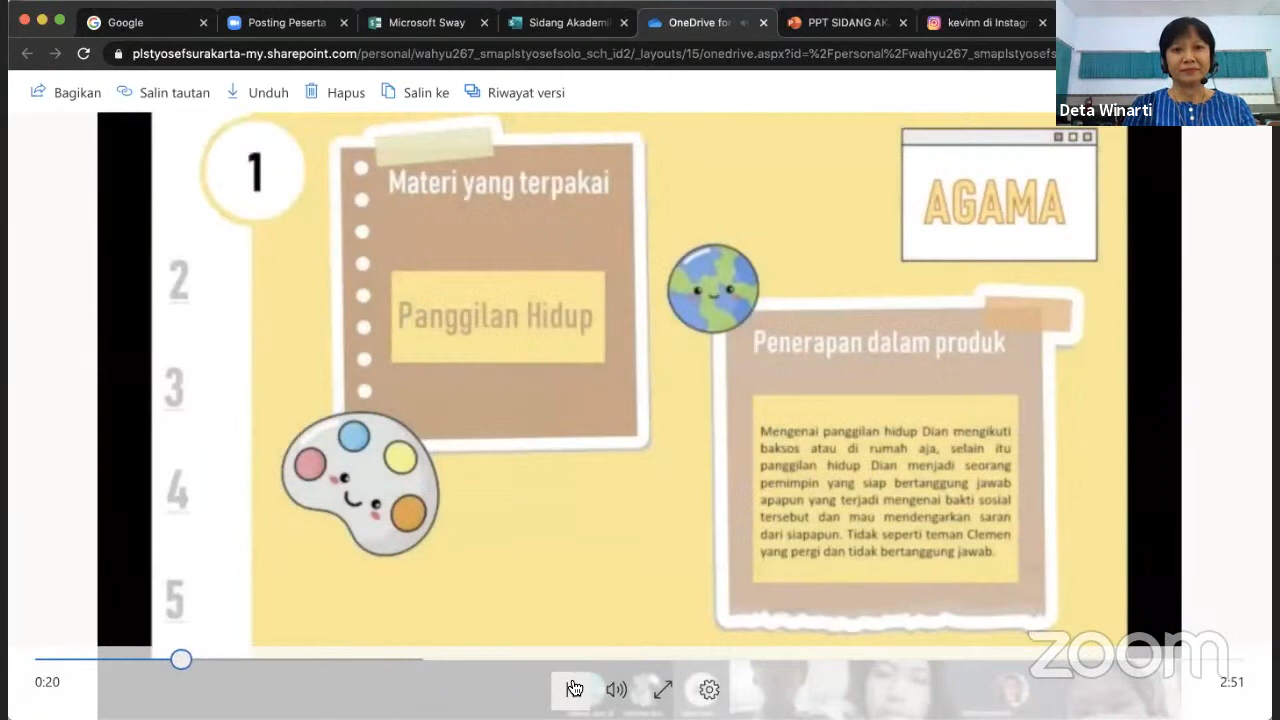 Google
Posting Peserta
Microsoft Sway
Sidang Akademi
OneDrive for
PPT SIDANG AK
kevinn di Instagr
plstyosefsurakarta-my.sharepoint.com/personal/wahyu267_smaplstyosefsolo_sch_id2/_layouts/15/onedrive.aspx?id=%2Fpersonal%2Fwahyu267_smaplstyosefs
Deta Winarti
Bagikan
Salin tautan
Unduh
Hapus
Salin ke
Riwayat versi
1
2
3
4
5
Materi yang terpakai
Panggilan Hidup
AGAMA
Penerapan dalam produk
Mengenai panggilan hidup Dian mengikuti
baksos atau di rumah aja, selain itu
panggilan hidup Dian menjadi seorang
pemimpin yang siap bertanggung jawab
apapun yang terjadi mengenai bakti sosial
tersebut dan mau mendengarkan saran
dari siapapun. Tidak seperti teman Clemen
yang pergi dan tidak bertanggung jawab.
zoom
0:20
2:51